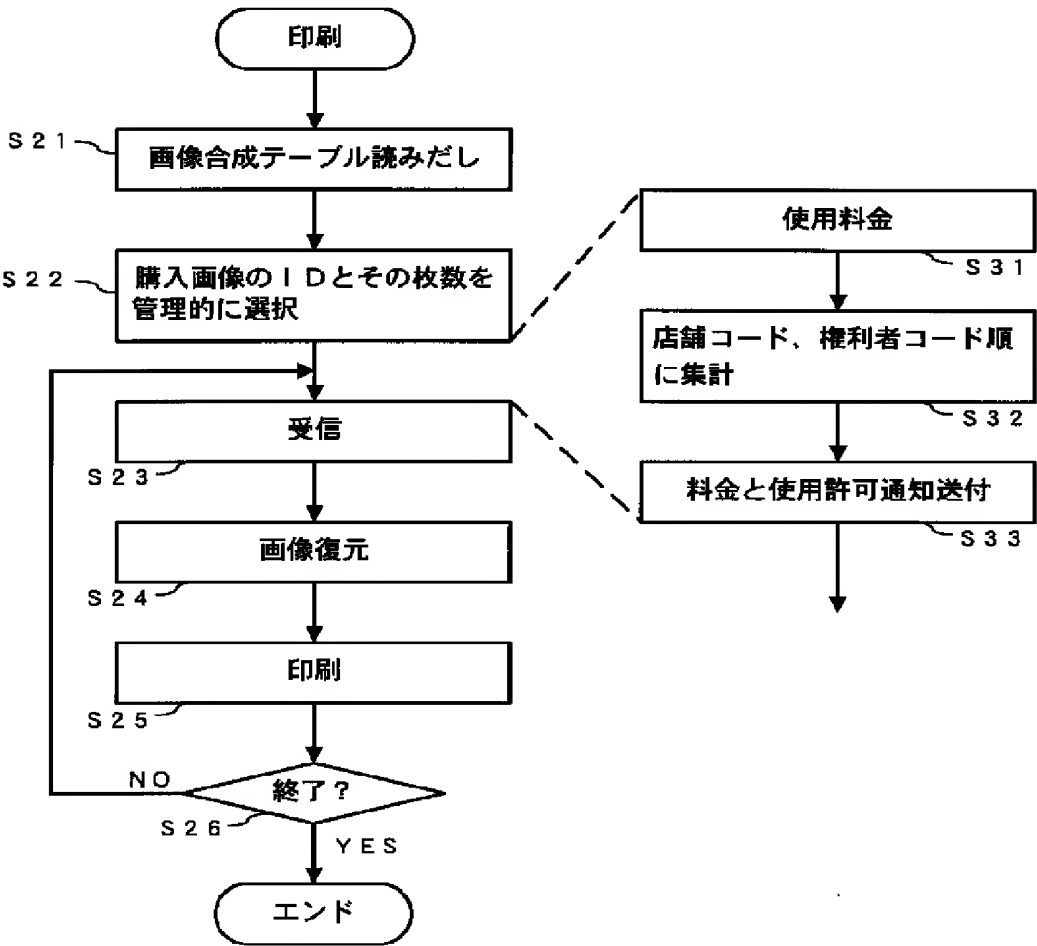 印刷
S21
画像合成テーブル読みだし
S22
購入画像のIDとその枚数を
管理的に選択
受信
S23
画像復元
S24
印刷
S25
終了?
NO
S26
YES
エンド
使用料金
S31
店舗コード、権利者コード順
に集計
S32
料金と使用許可通知送付
S33